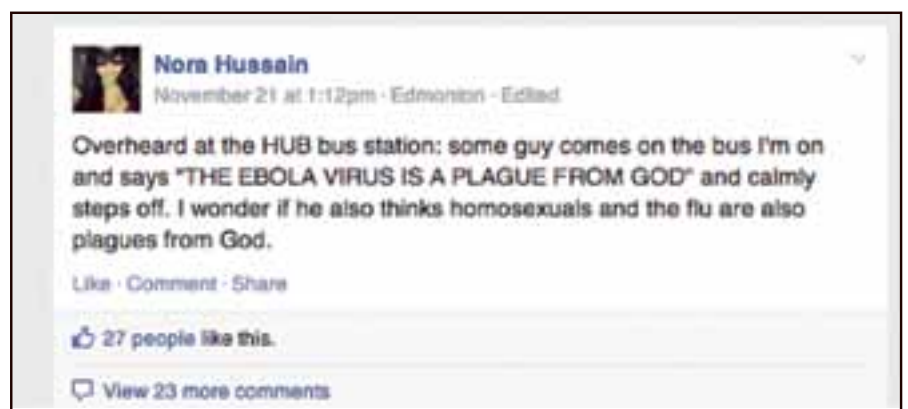 Nora Hussain
November 21 at 1:12pm · Edmonton · Edited
Overheard at the HUB bus station: some guy comes on the bus I'm on
and says "THE EBOLA VIRUS IS A PLAGUE FROM GOD" and calmly
steps off. I wonder if he also thinks homosexuals and the flu are also
plagues from God.
Like · Comment · Share
27 people like this.
View 23 more comments